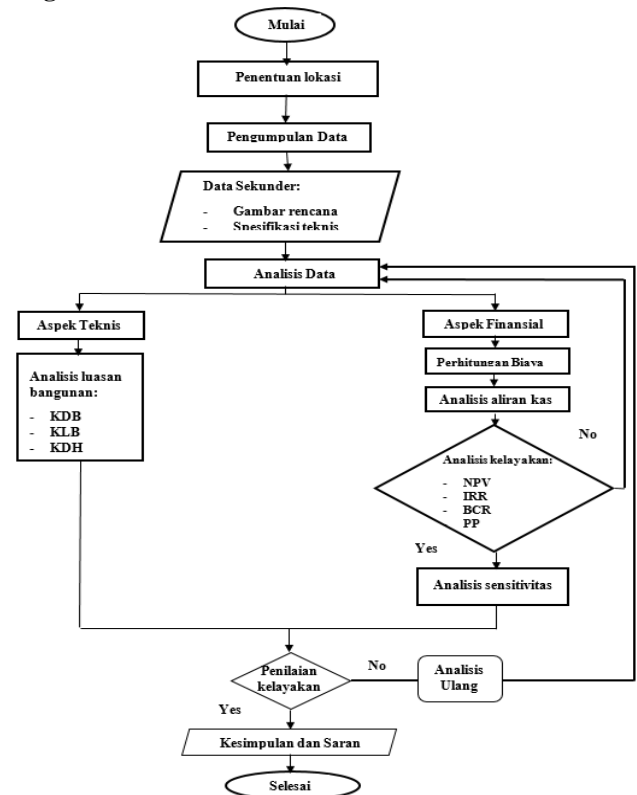 Mulai
Penentuan lokasi
Pengumpulan Data
Data Sekunder:
- Gambar rencana
- Spesifikasi teknis
Analisis Data
Aspek Teknis
Analisis luasan
bangunan:
- KDB
- KLB
- KDH
Aspek Finansial
Perhitungan Biaya
Analisis aliran kas
No
Analisis kelayakan:
- NPV
- IRR
- BCR
- PP
Yes
Analisis sensitivitas
Penilaian
kelayakan
No
Analisis
Ulang
Yes
Kesimpulan dan Saran
Selesai